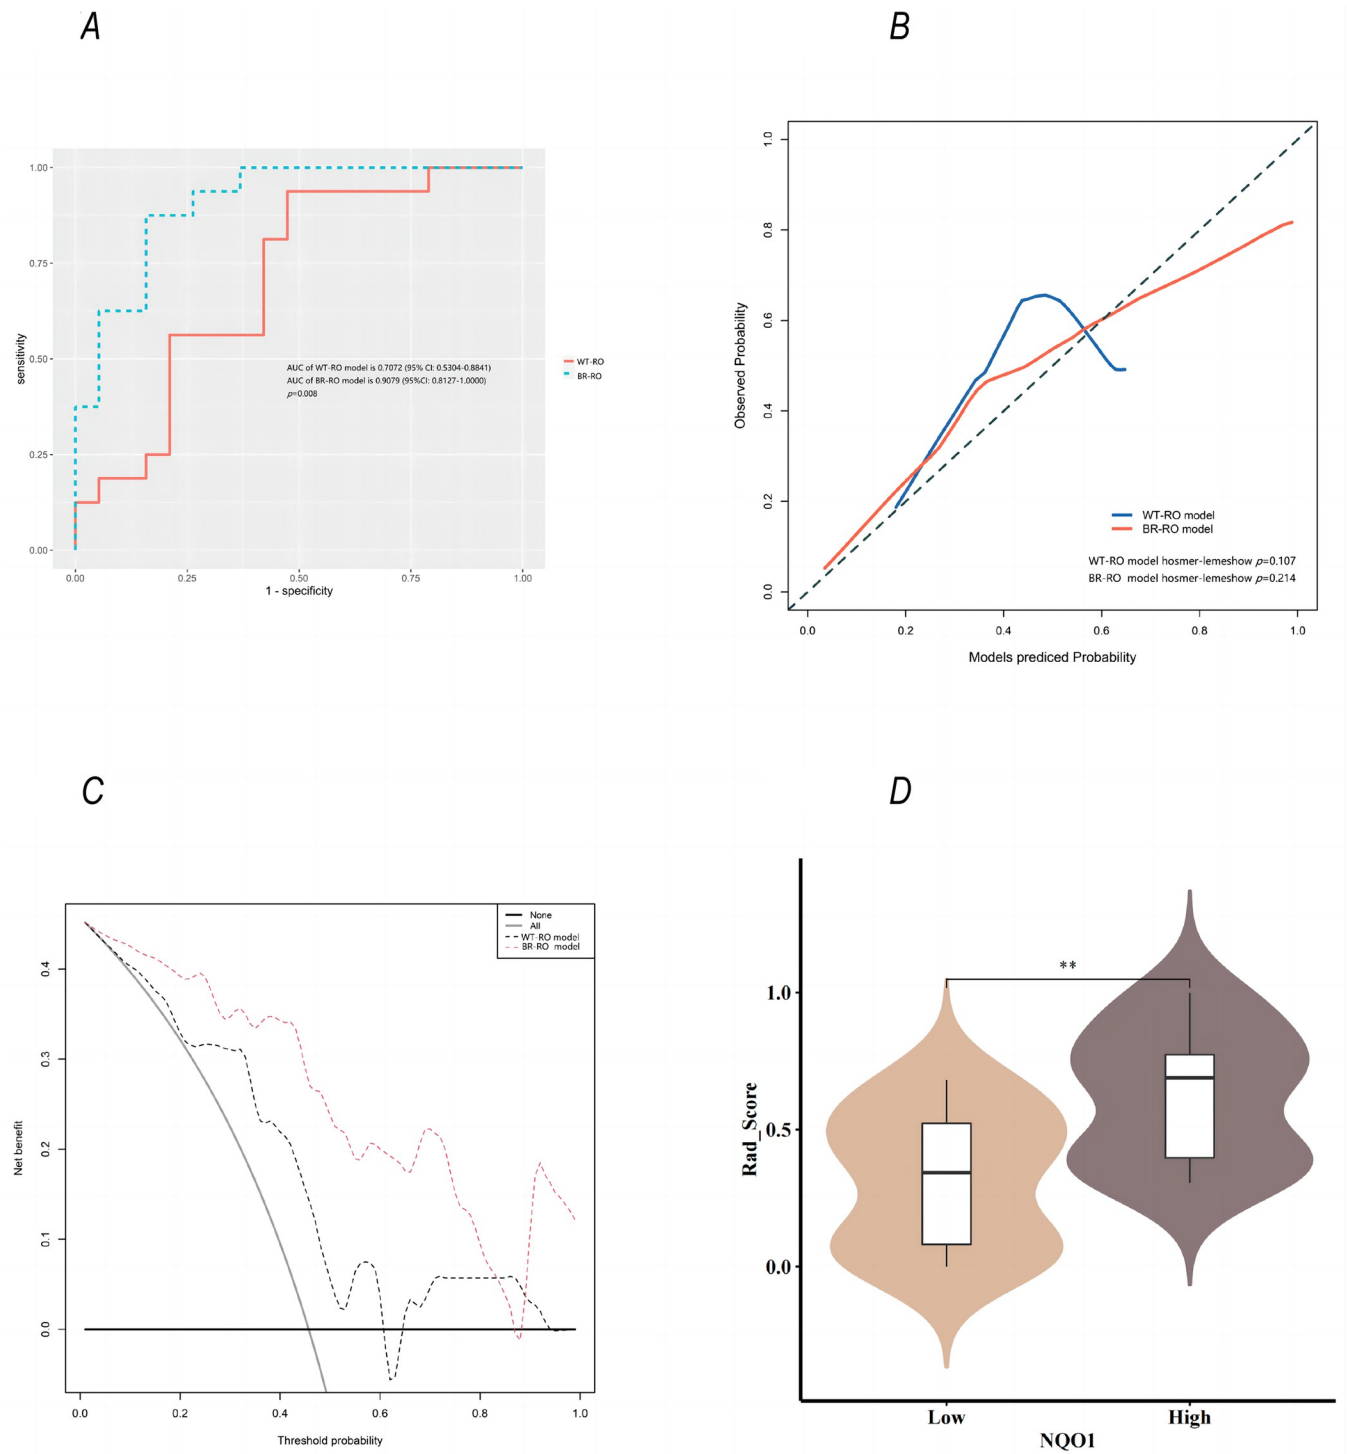 A
1.00
0.75
0.50
0.25
0.00
sensitivity
0.00 0.25 0.50 0.75 1.00
1 - specificity
AUC of WT-RO model is 0.7072 (95% CI: 0.5304-0.8841)
AUC of BR-RO model is 0.9079 (95%CI: 0.8127-1.0000)
p=0.008
WT-RO
BR-RO
B
1.0
0.8
0.6
0.4
0.2
0.0
Observed Probability
WT-RO model
BR-RO model
WT-RO model hosmer-lemeshow p=0.107
BR-RO model hosmer-lemeshow p=0.214
0.0 0.2 0.4 0.6 0.8 1.0
Models prediced Probability
C
None
All
WT-RO model
BR-RO model
0.4
0.3
0.2
0.1
0.0
Net benefit
0.0 0.2 0.4 0.6 0.8 1.0
Threshold probability
D
**
1.0
0.5
0.0
Rad_Score
Low High
NQO1